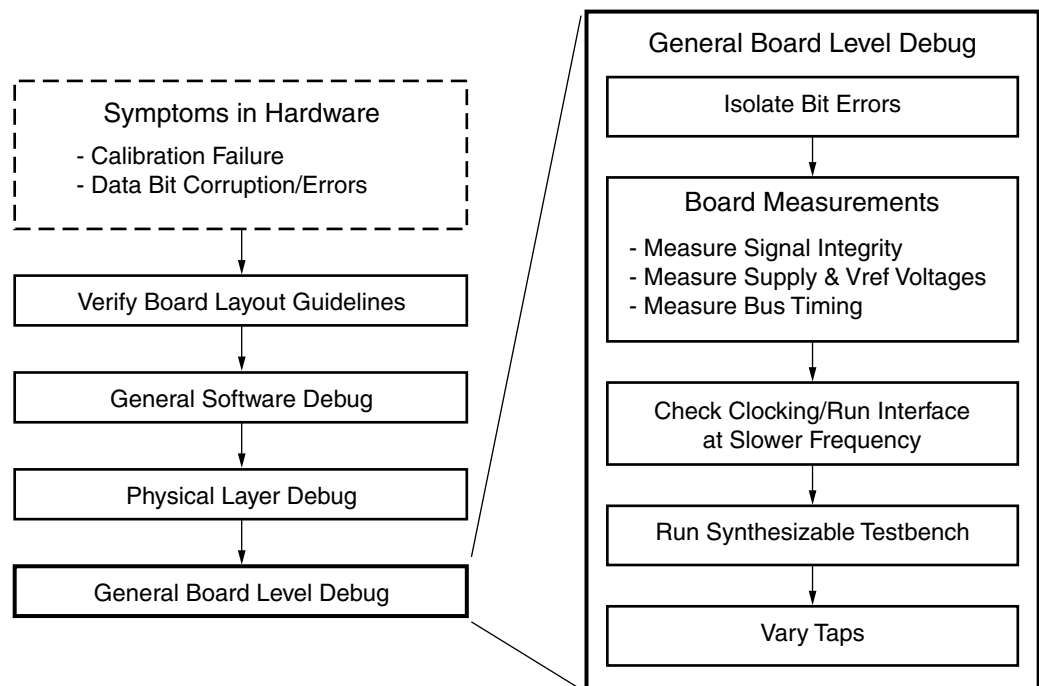 Symptoms in Hardware
- Calibration Failure
- Data Bit Corruption/Errors
Verify Board Layout Guidelines
General Software Debug
Physical Layer Debug
General Board Level Debug
General Board Level Debug
Isolate Bit Errors
Board Measurements
- Measure Signal Integrity
- Measure Supply & Vref Voltages
- Measure Bus Timing
Check Clocking/Run Interface
at Slower Frequency
Run Synthesizable Testbench
Vary Taps